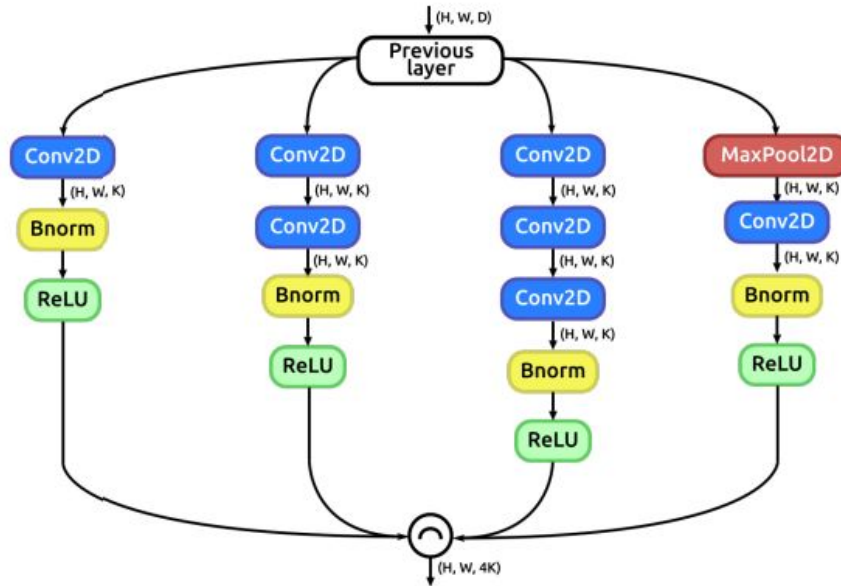 (H, W, D)
Previous
layer
Conv2D
Conv2D
Conv2D
MaxPool2D
(H, W, K)
(H, W, K)
(H, W, K)
(H, W, K)
Bnorm
Conv2D
Conv2D
Conv2D
(H, W, K)
(H, W, K)
(H, W, K)
ReLU
Bnorm
Conv2D
Bnorm
(H, W, K)
ReLU
Bnorm
ReLU
ReLU
(H, W, 4K)